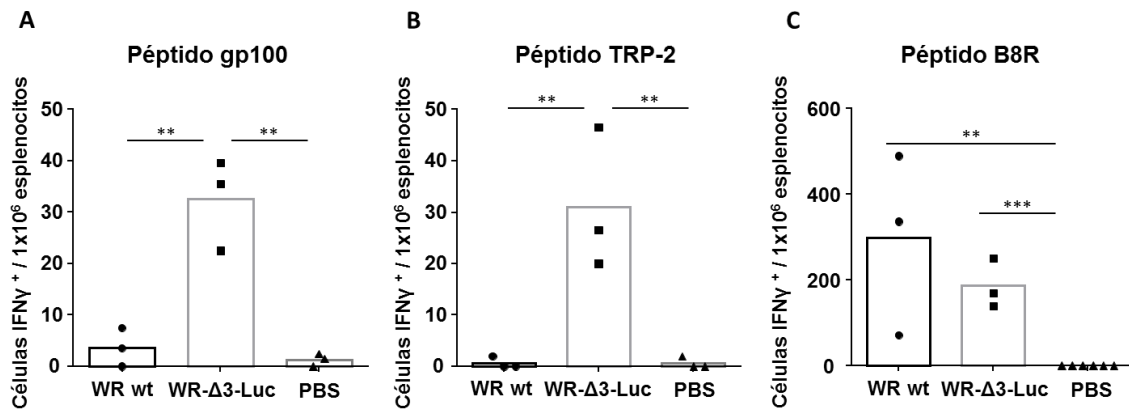 A
Péptido gp100
Células IFNγ + / 1x10⁶ esplenocitos
50
40
30
20
10
0
**
**
WR wt
WR-Δ3-Luc
PBS
B
Péptido TRP-2
Células IFNγ + / 1x10⁶ esplenocitos
50
40
30
20
10
0
**
**
WR wt
WR-Δ3-Luc
PBS
C
Péptido B8R
Células IFNγ + / 1x10⁶ esplenocitos
600
400
200
0
**
***
WR wt
WR-Δ3-Luc
PBS